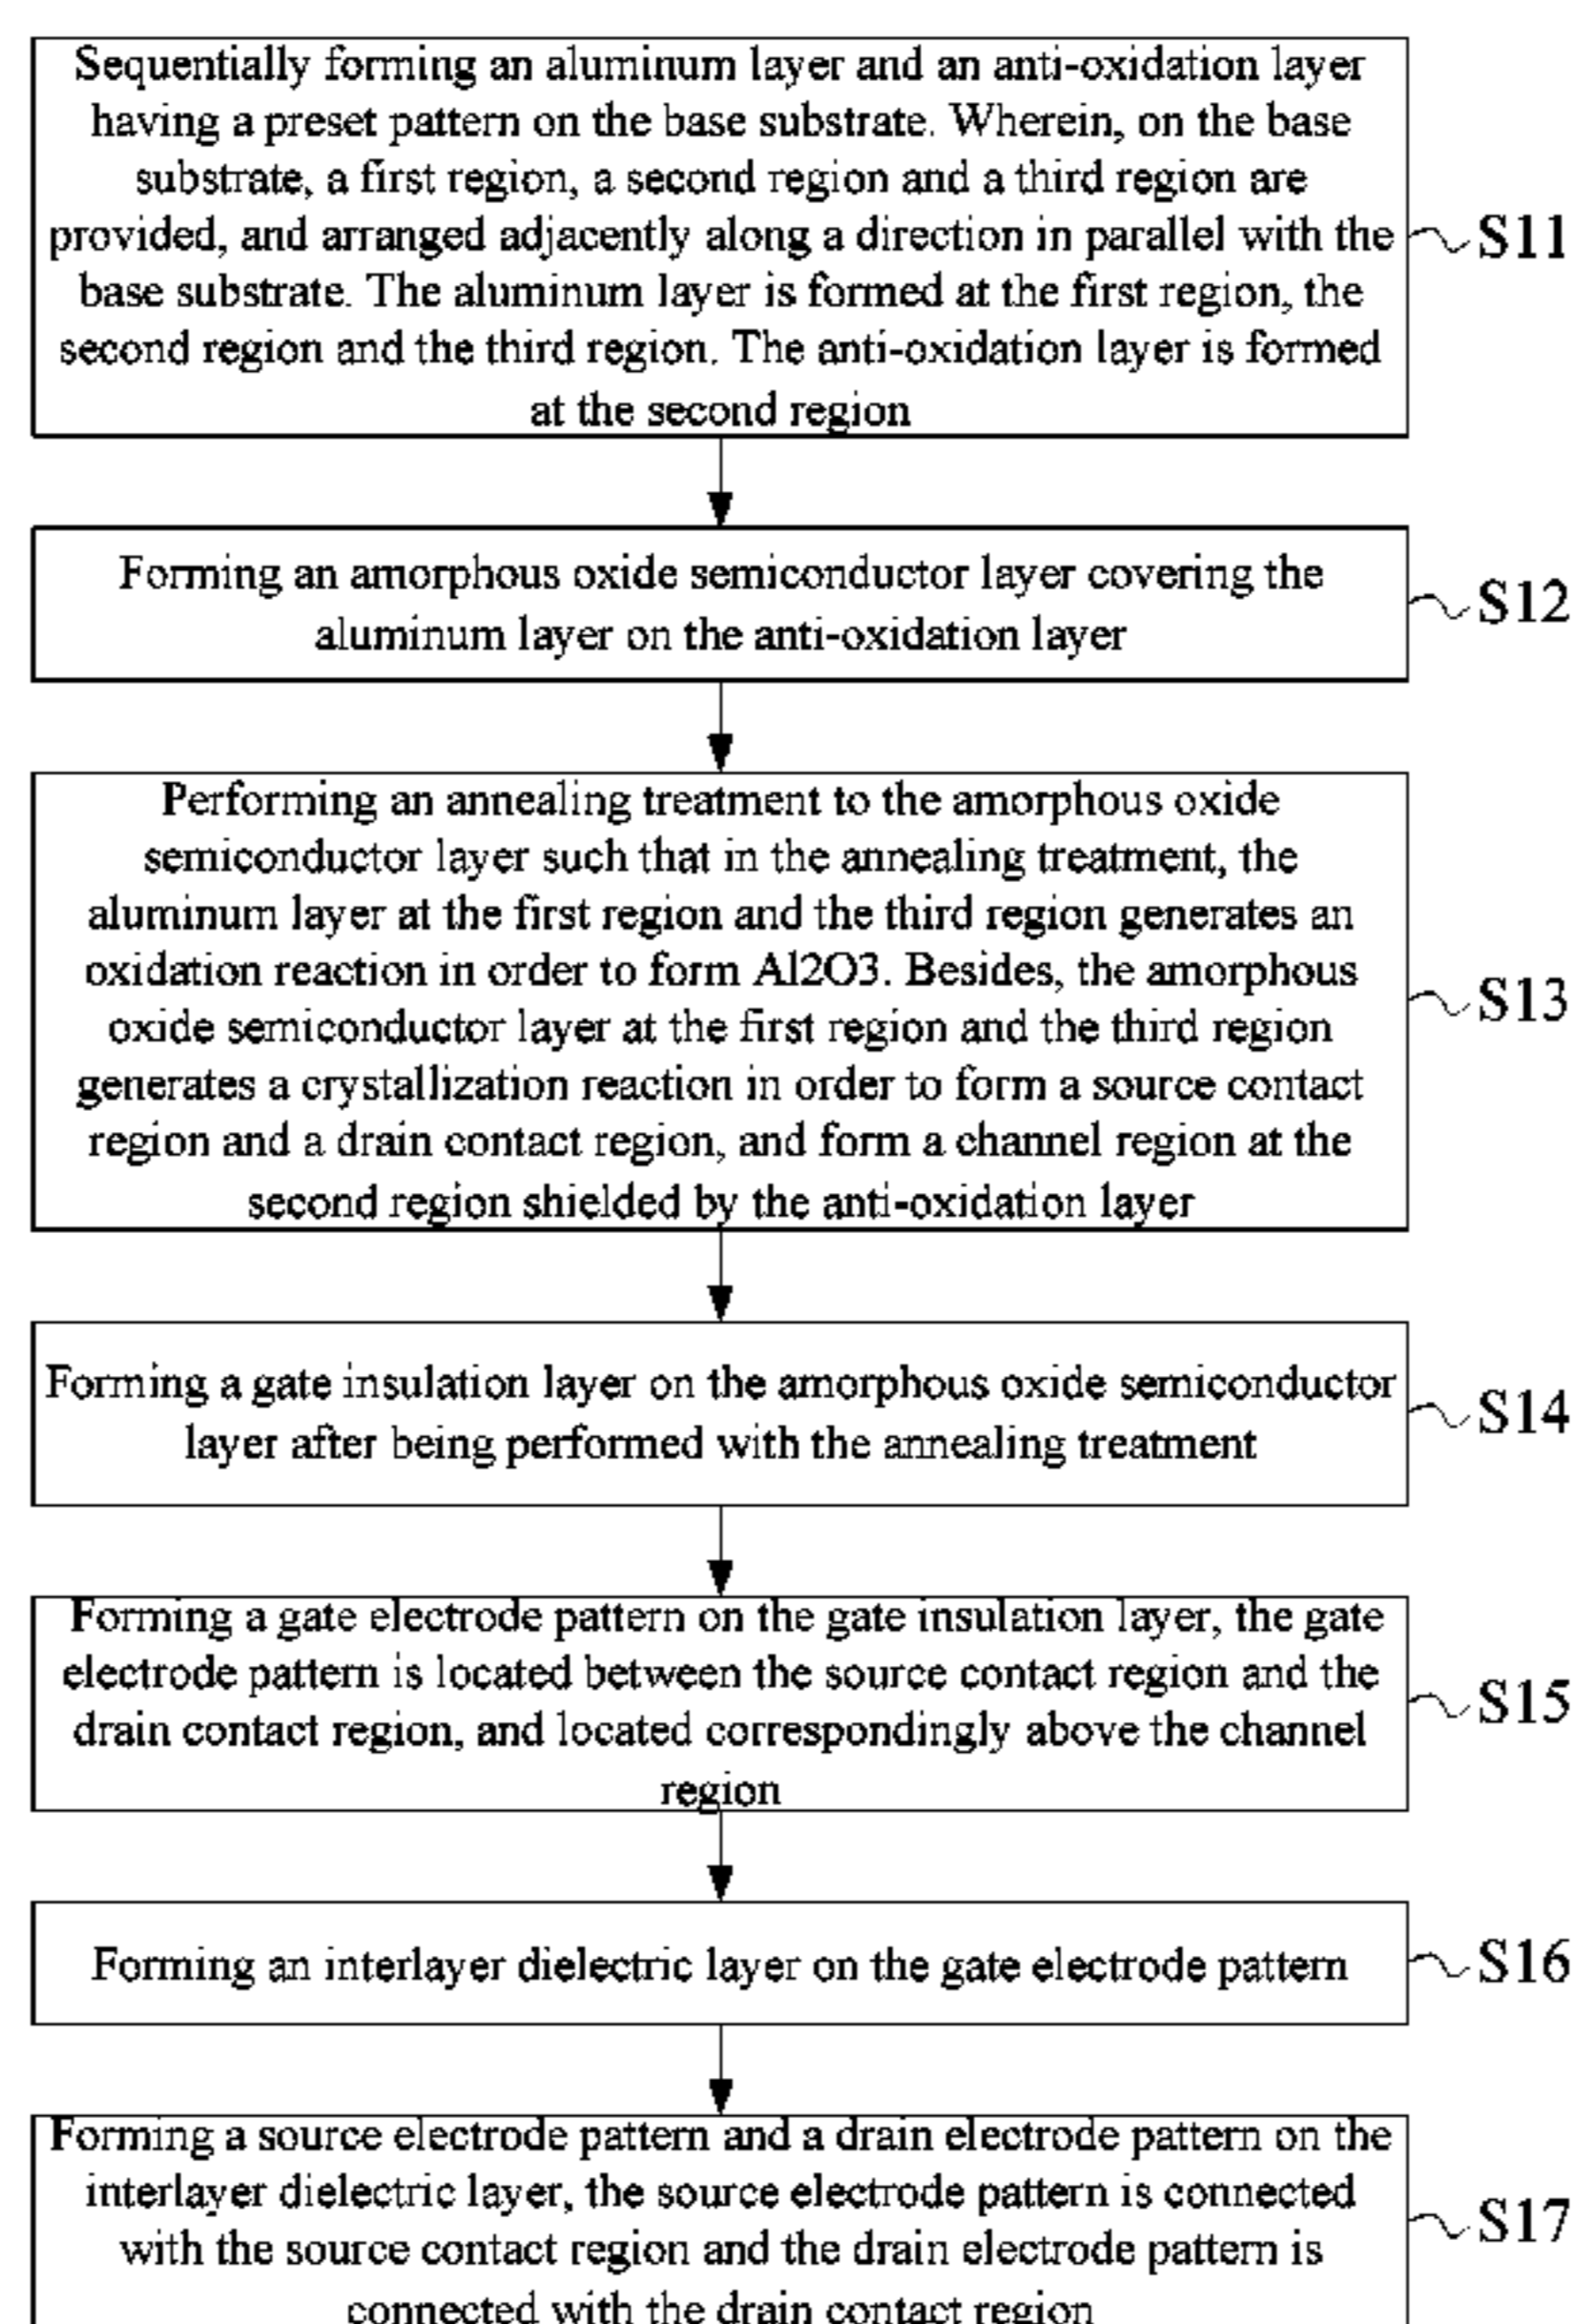 Sequentially forming an aluminum layer and an anti-oxidation layer
having a preset pattern on the base substrate. Wherein, on the base
substrate, a first region, a second region and a third region are
provided, and arranged adjacently along a direction in parallel with the
base substrate. The aluminum layer is formed at the first region, the
second region and the third region. The anti-oxidation layer is formed
at the second region
S11
Forming an amorphous oxide semiconductor layer covering the
aluminum layer on the anti-oxidation layer
S12
Performing an annealing treatment to the amorphous oxide
semiconductor layer such that in the annealing treatment, the
aluminum layer at the first region and the third region generates an
oxidation reaction in order to form Al2O3. Besides, the amorphous
oxide semiconductor layer at the first region and the third region
generates a crystallization reaction in order to form a source contact
region and a drain contact region, and form a channel region at the
second region shielded by the anti-oxidation layer
S13
Forming a gate insulation layer on the amorphous oxide semiconductor
layer after being performed with the annealing treatment
S14
Forming a gate electrode pattern on the gate insulation layer, the gate
electrode pattern is located between the source contact region and the
drain contact region, and located correspondingly above the channel
region
S15
Forming an interlayer dielectric layer on the gate electrode pattern
S16
Forming a source electrode pattern and a drain electrode pattern on the
interlayer dielectric layer, the source electrode pattern is connected
with the source contact region and the drain electrode pattern is
connected with the drain contact region
S17